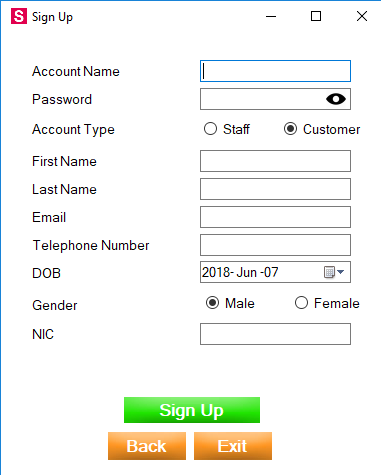 S Sign Up
Account Name
Password
Account Type Staff Customer
First Name
Last Name
Email
Telephone Number
DOB 2018- Jun -07
Gender Male Female
NIC
Sign Up
Back Exit